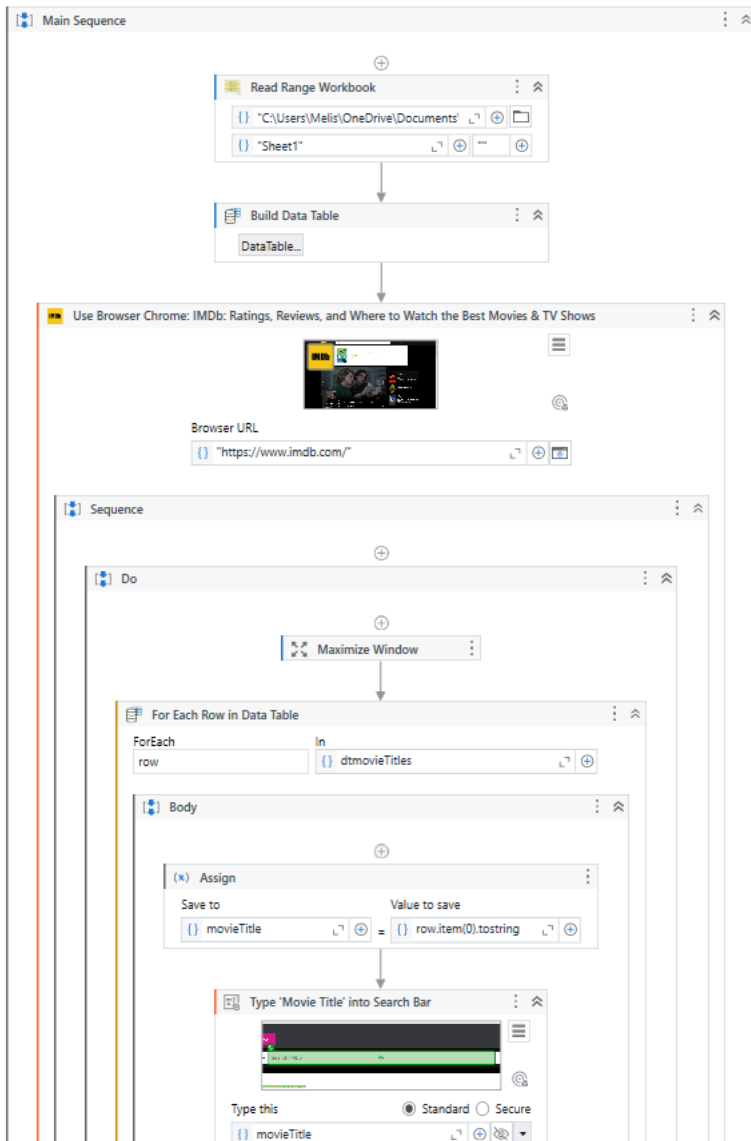 Main Sequence
Read Range Workbook
"C:\Users\Melis\OneDrive\Documents'
"Sheet1" ""
Build Data Table
DataTable...
Use Browser Chrome: IMDb: Ratings, Reviews, and Where to Watch the Best Movies & TV Shows
IMDb
Browser URL
"https://www.imdb.com/"
Sequence
Do
Maximize Window
For Each Row in Data Table
ForEach In
row dtmovieTitles
Body
(x) Assign
Save to Value to save
movieTitle = row.item(0).tostring
Type 'Movie Title' into Search Bar
Type this Standard Secure
movieTitle